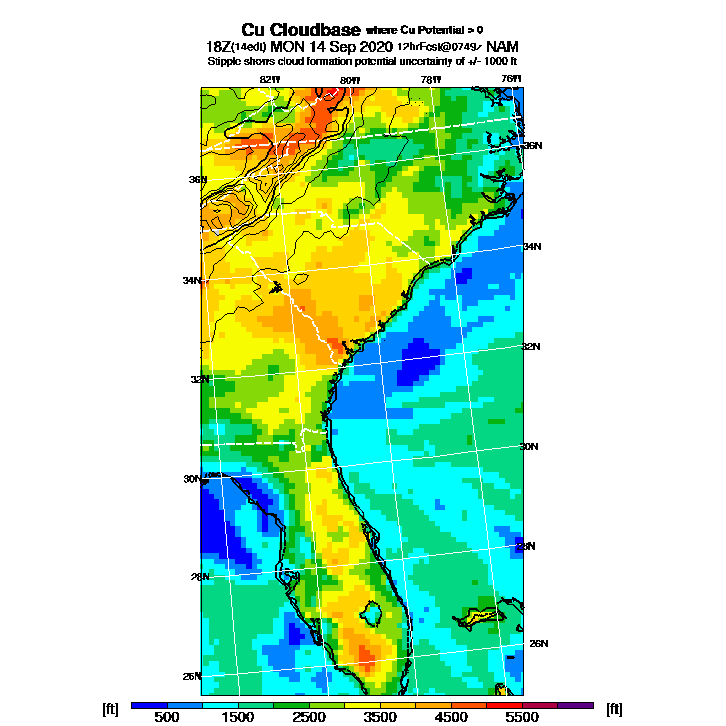 Cu Cloudbase where Cu Potential > 0
18Z(14edt) MON 14 Sep 2020 12hrFcst@0749z NAM
Stipple shows cloud formation potential uncertainty of +/- 1000 ft
82W 80W 78W 76W
36N
36N
34N
34N
32N
32N
30N
30N
28N
28N
26N
26N
[ft] 500 1500 2500 3500 4500 5500 [ft]